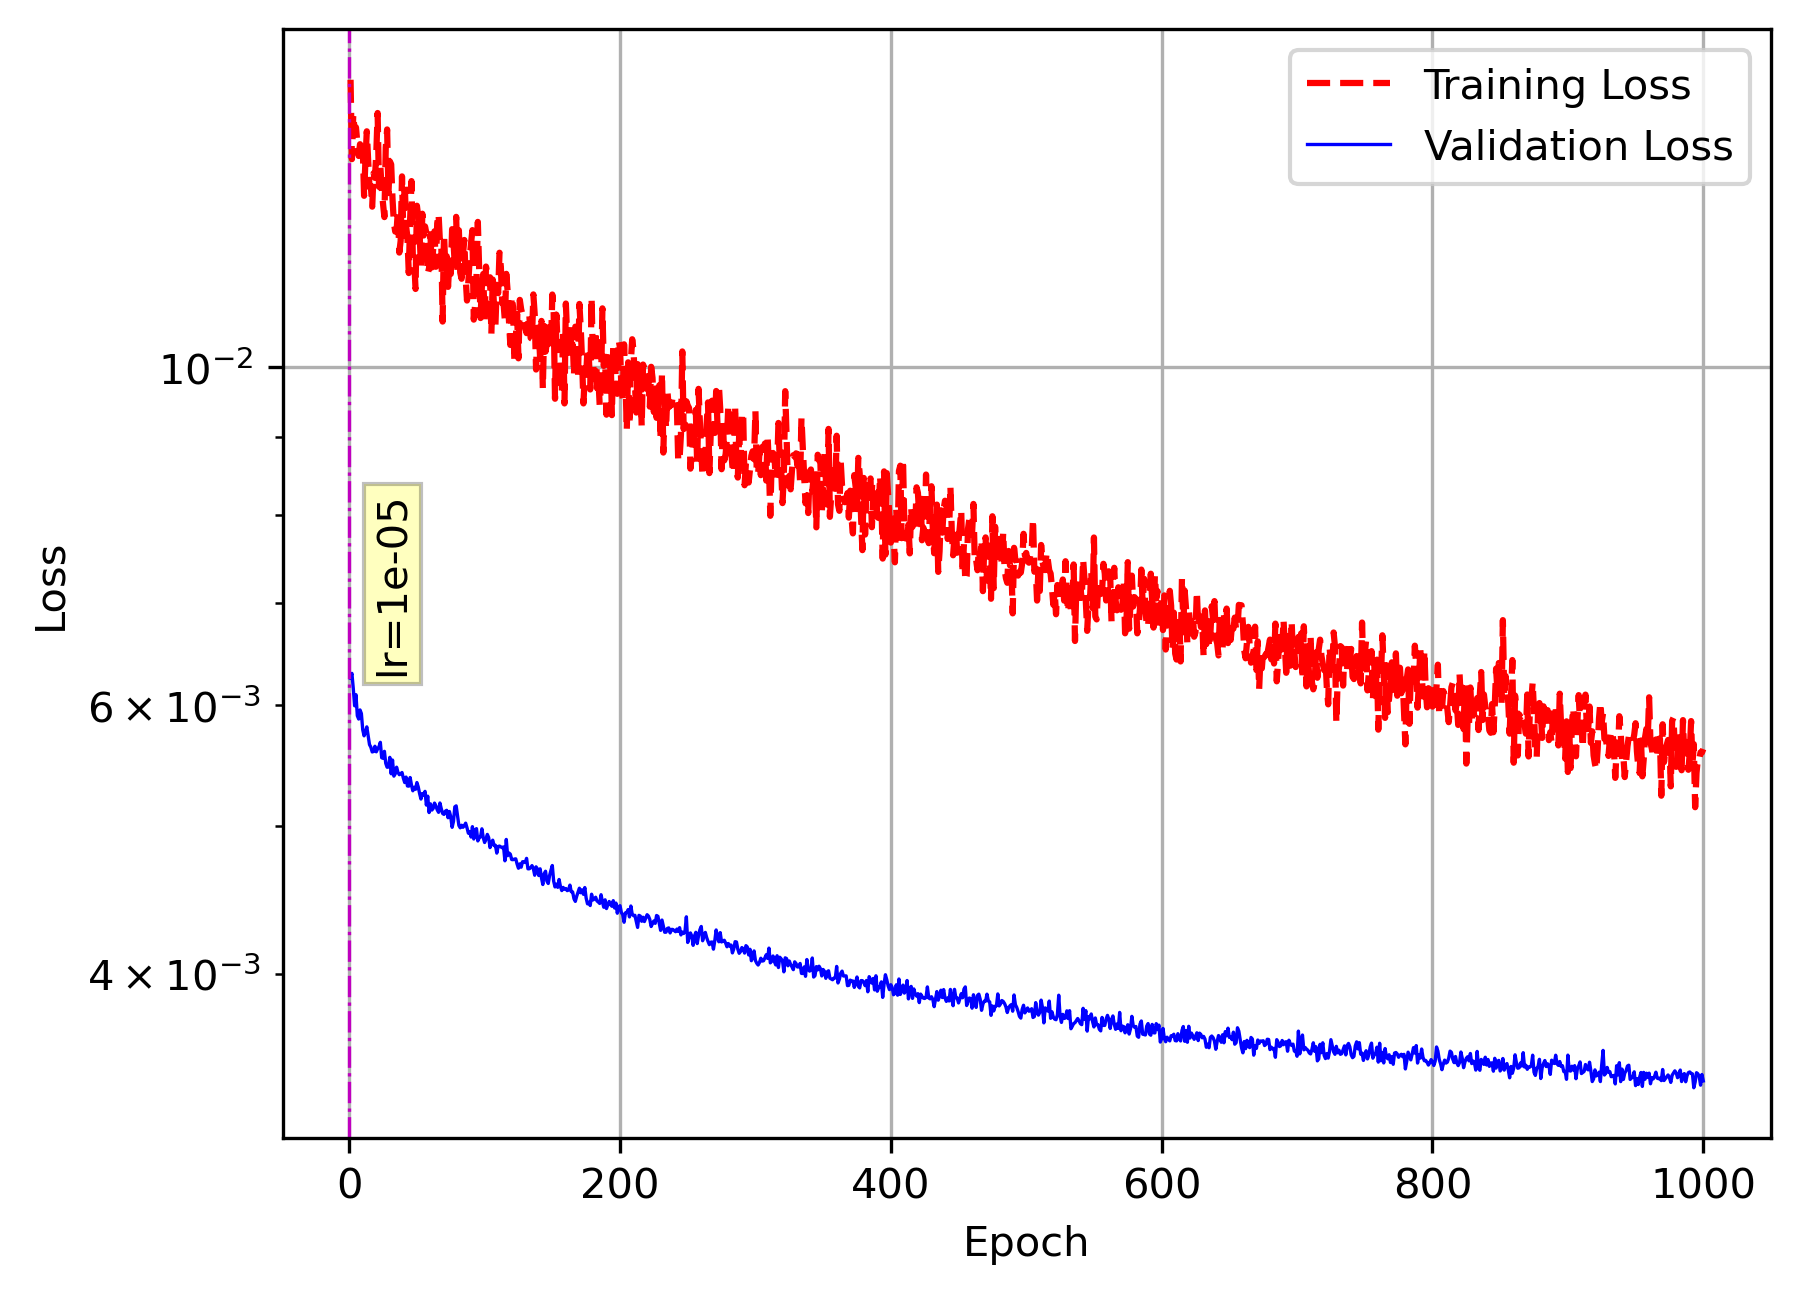 Training Loss
Validation Loss
10⁻²
6 × 10⁻³
4 × 10⁻³
Loss
lr=1e-05
0 200 400 600 800 1000
Epoch